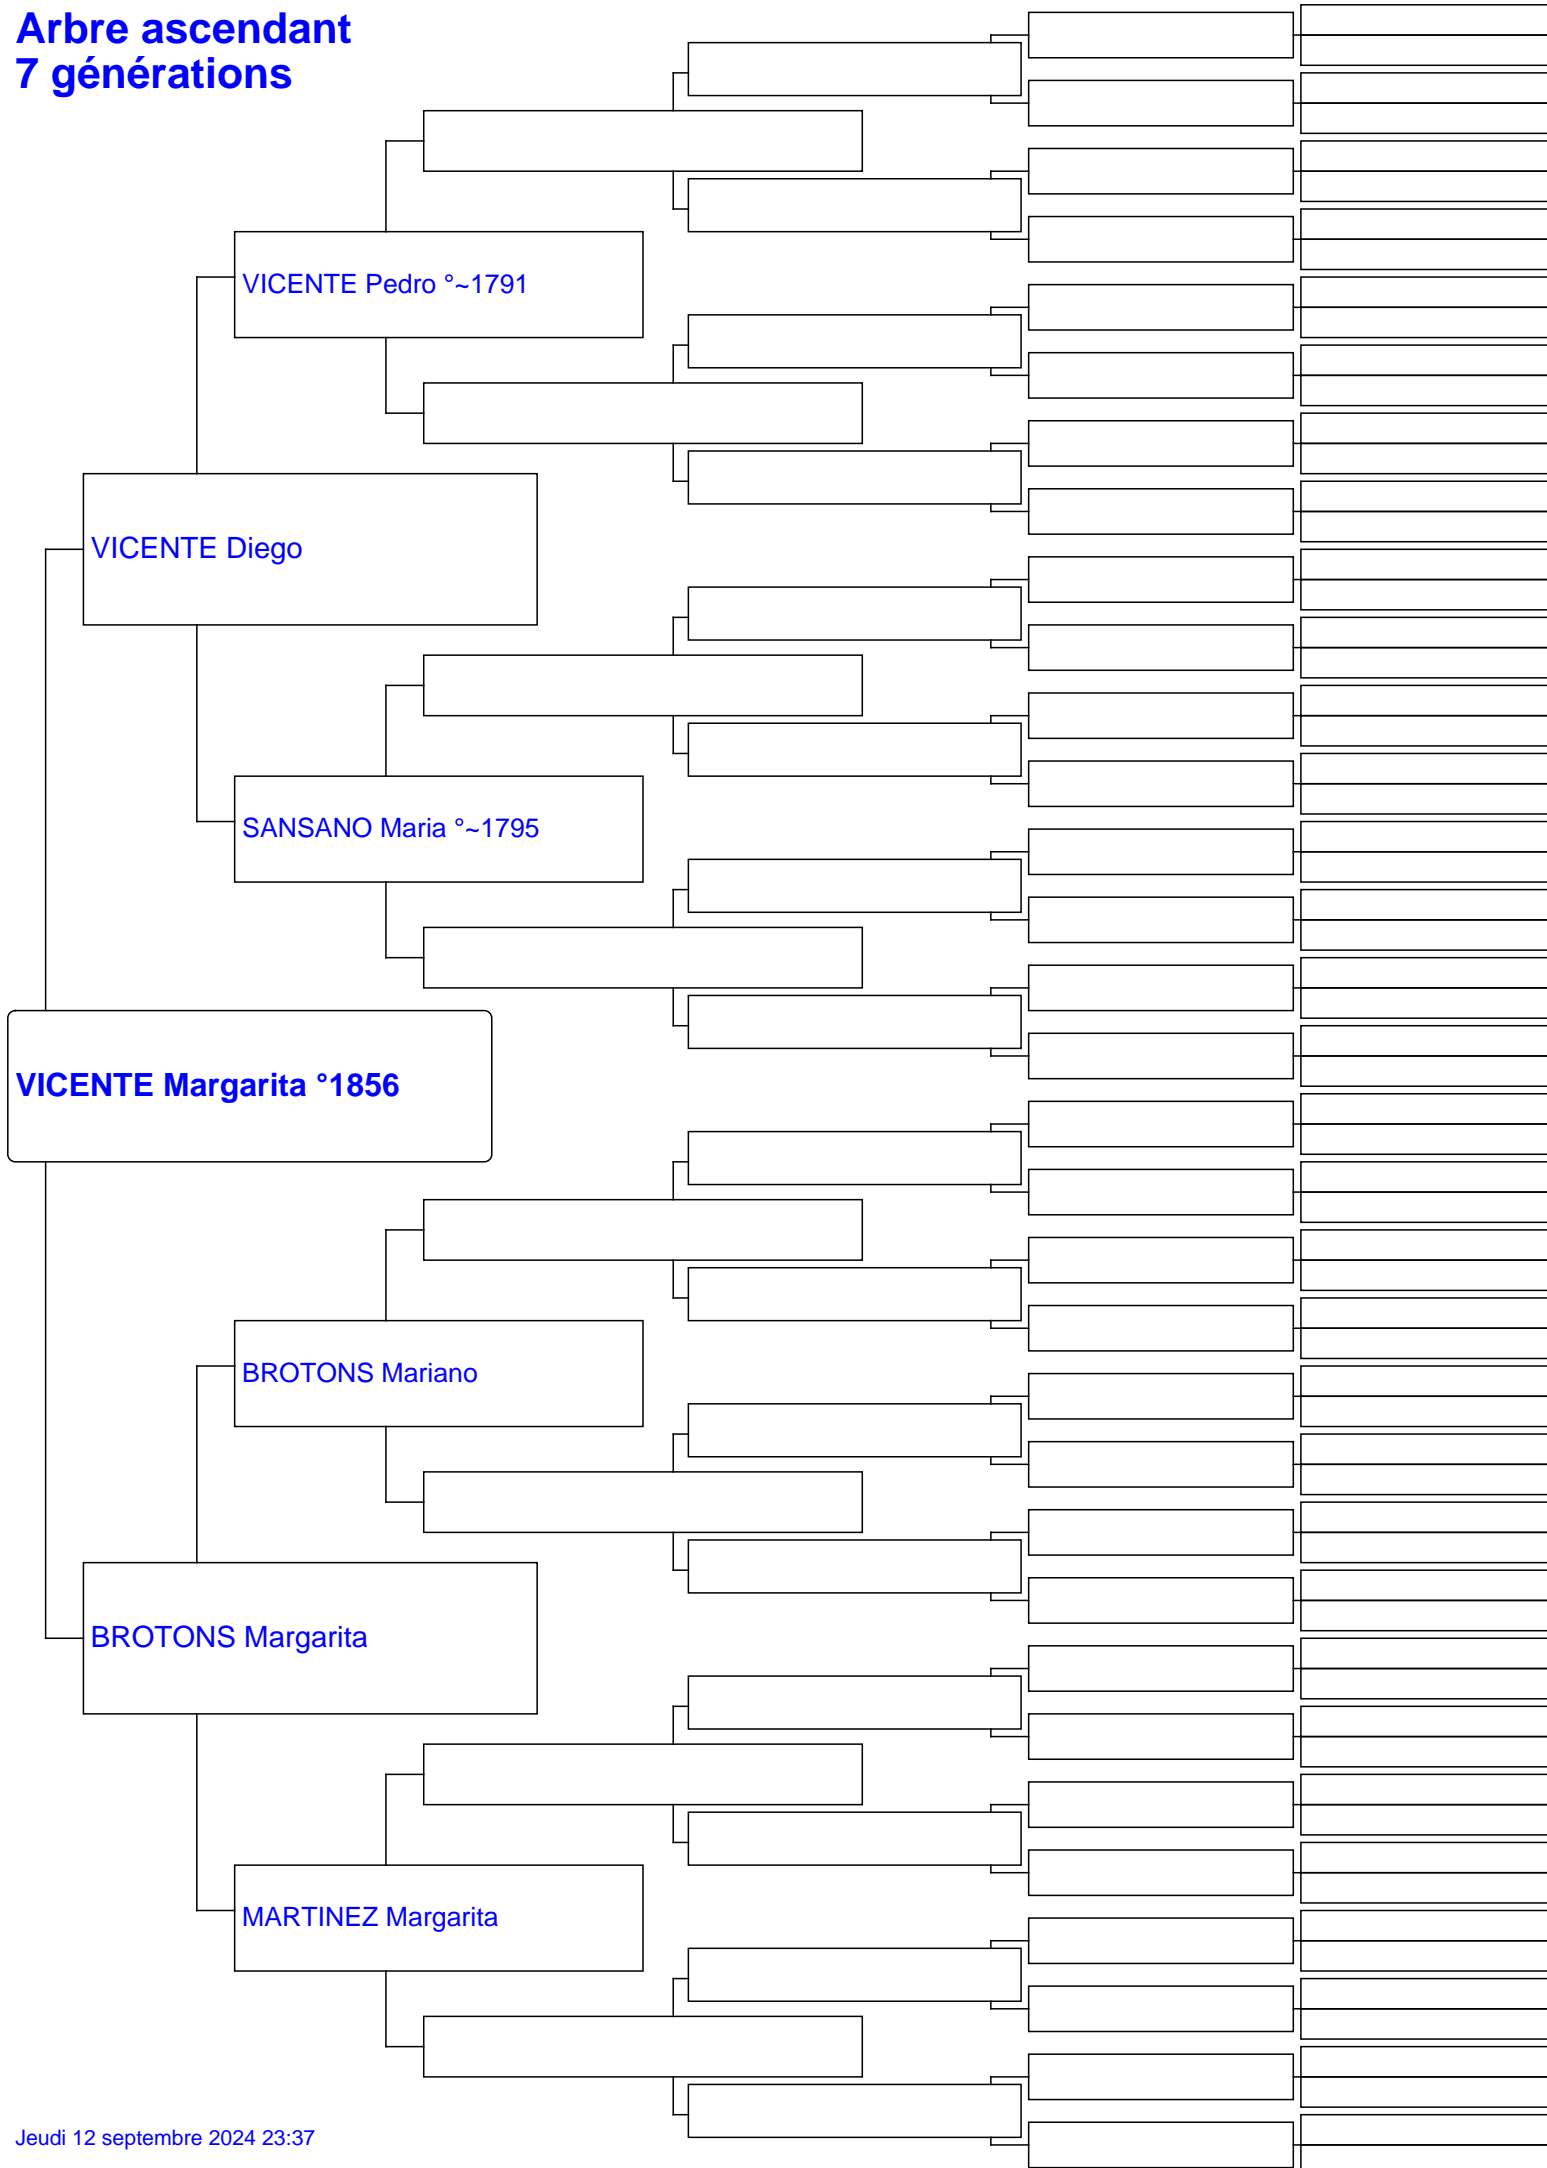 Arbre ascendant
7 générations
VICENTE Pedro °~1791
VICENTE Diego
SANSANO Maria °~1795
VICENTE Margarita °1856
BROTONS Mariano
BROTONS Margarita
MARTINEZ Margarita
Jeudi 12 septembre 2024 23:37